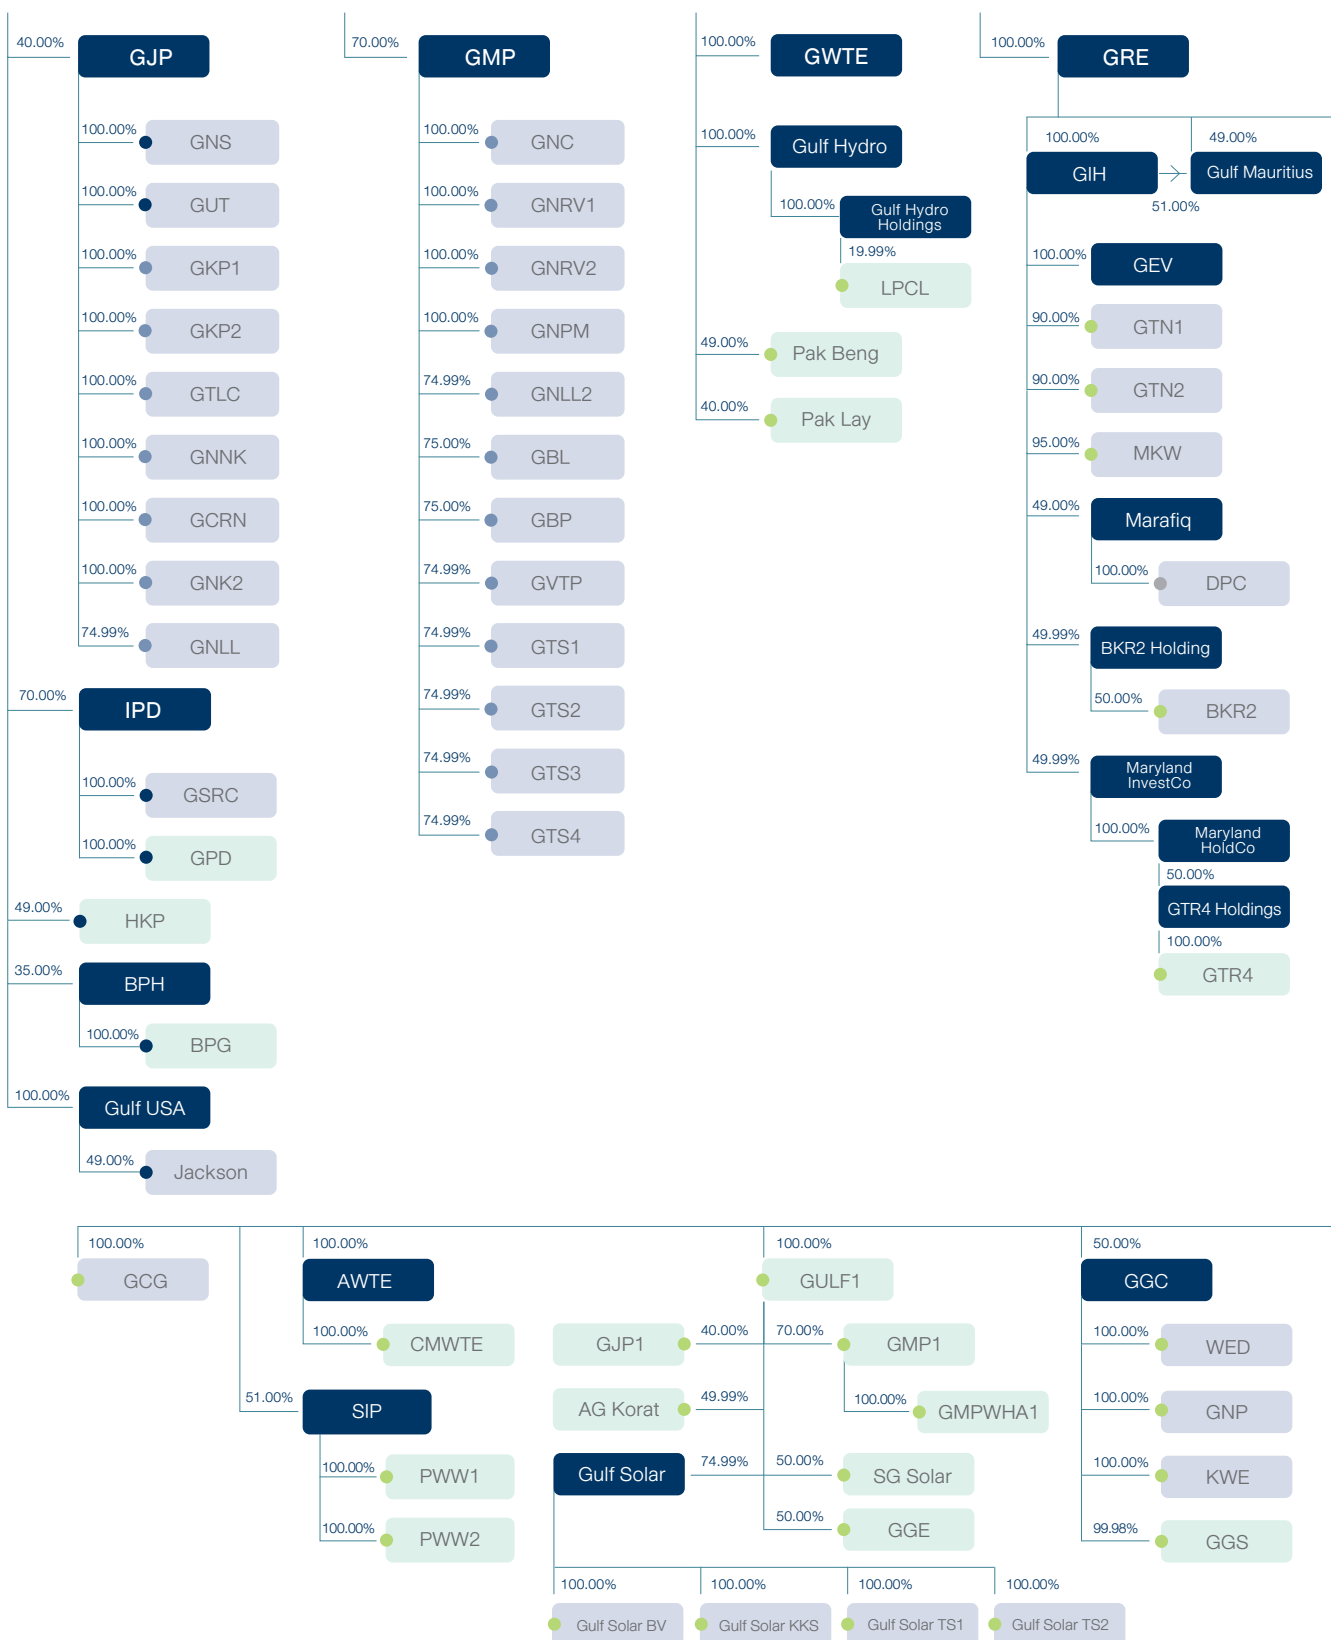 40.00%
GJP
100.00%
GNS
100.00%
GUT
100.00%
GKP1
100.00%
GKP2
100.00%
GTLC
100.00%
GNNK
100.00%
GCRN
100.00%
GNK2
74.99%
GNLL
70.00%
IPD
100.00%
GSRC
100.00%
GPD
49.00%
HKP
35.00%
BPH
100.00%
BPG
100.00%
Gulf USA
49.00%
Jackson
70.00%
GMP
100.00%
GNC
100.00%
GNRV1
100.00%
GNRV2
100.00%
GNPM
74.99%
GNLL2
75.00%
GBL
75.00%
GBP
74.99%
GVTP
74.99%
GTS1
74.99%
GTS2
74.99%
GTS3
74.99%
GTS4
100.00%
GWTE
100.00%
Gulf Hydro
100.00%
Gulf Hydro
Holdings
19.99%
LPCL
49.00%
Pak Beng
40.00%
Pak Lay
100.00%
GRE
100.00%
GIH
49.00%
Gulf Mauritius
51.00%
100.00%
GEV
90.00%
GTN1
90.00%
GTN2
95.00%
MKW
49.00%
Marafiq
100.00%
DPC
49.99%
BKR2 Holding
50.00%
BKR2
49.99%
Maryland
InvestCo
100.00%
Maryland
HoldCo
50.00%
GTR4 Holdings
100.00%
GTR4
100.00%
GCG
100.00%
AWTE
100.00%
CMWTE
51.00%
SIP
100.00%
PWW1
100.00%
PWW2
100.00%
GULF1
GJP1
40.00%
70.00%
GMP1
AG Korat
49.99%
100.00%
GMPWHA1
Gulf Solar
74.99%
50.00%
SG Solar
50.00%
GGE
100.00%
Gulf Solar BV
100.00%
Gulf Solar KKS
100.00%
Gulf Solar TS1
100.00%
Gulf Solar TS2
50.00%
GGC
100.00%
WED
100.00%
GNP
100.00%
KWE
99.98%
GGS